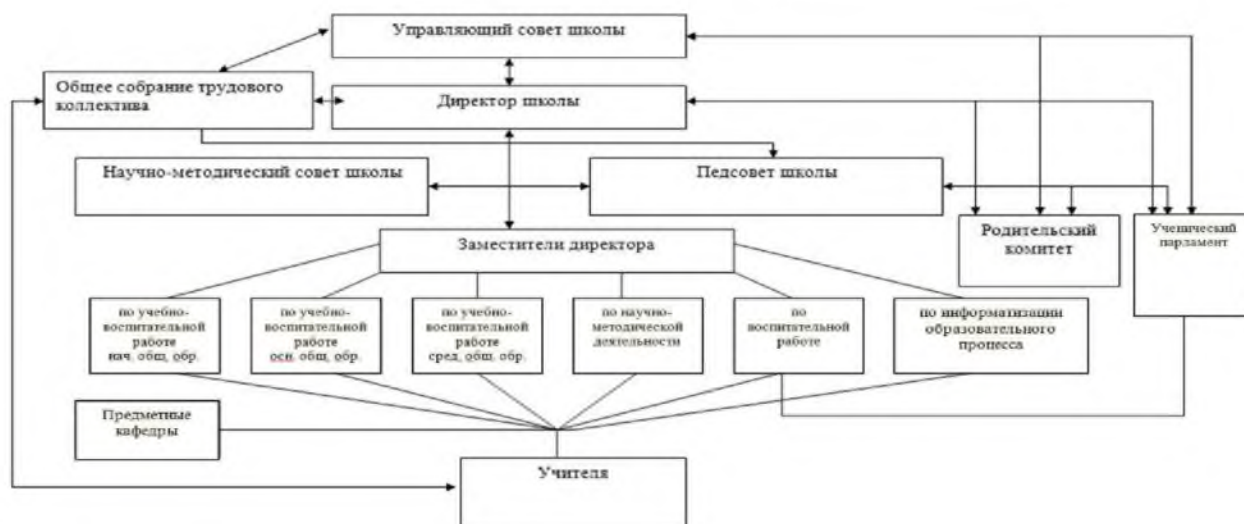 Управляющий совет школы
Общее собрание трудового
коллектива
Директор школы
Научно-методический совет школы
Педсовет школы
Заместители директора
Родительский
комитет
Ученический
парламент
по учебно-
воспитательной
работе
нач. общ, обр.
по учебно-
воспитательной
работе
осн. общ, обр.
по учебно-
воспитательной
работе
сред, общ. обр.
по научно-
методической
деятельности
по
воспитательной
работе
по информатизации
образовательного
процесса
Предметные
кафедры
Учителя